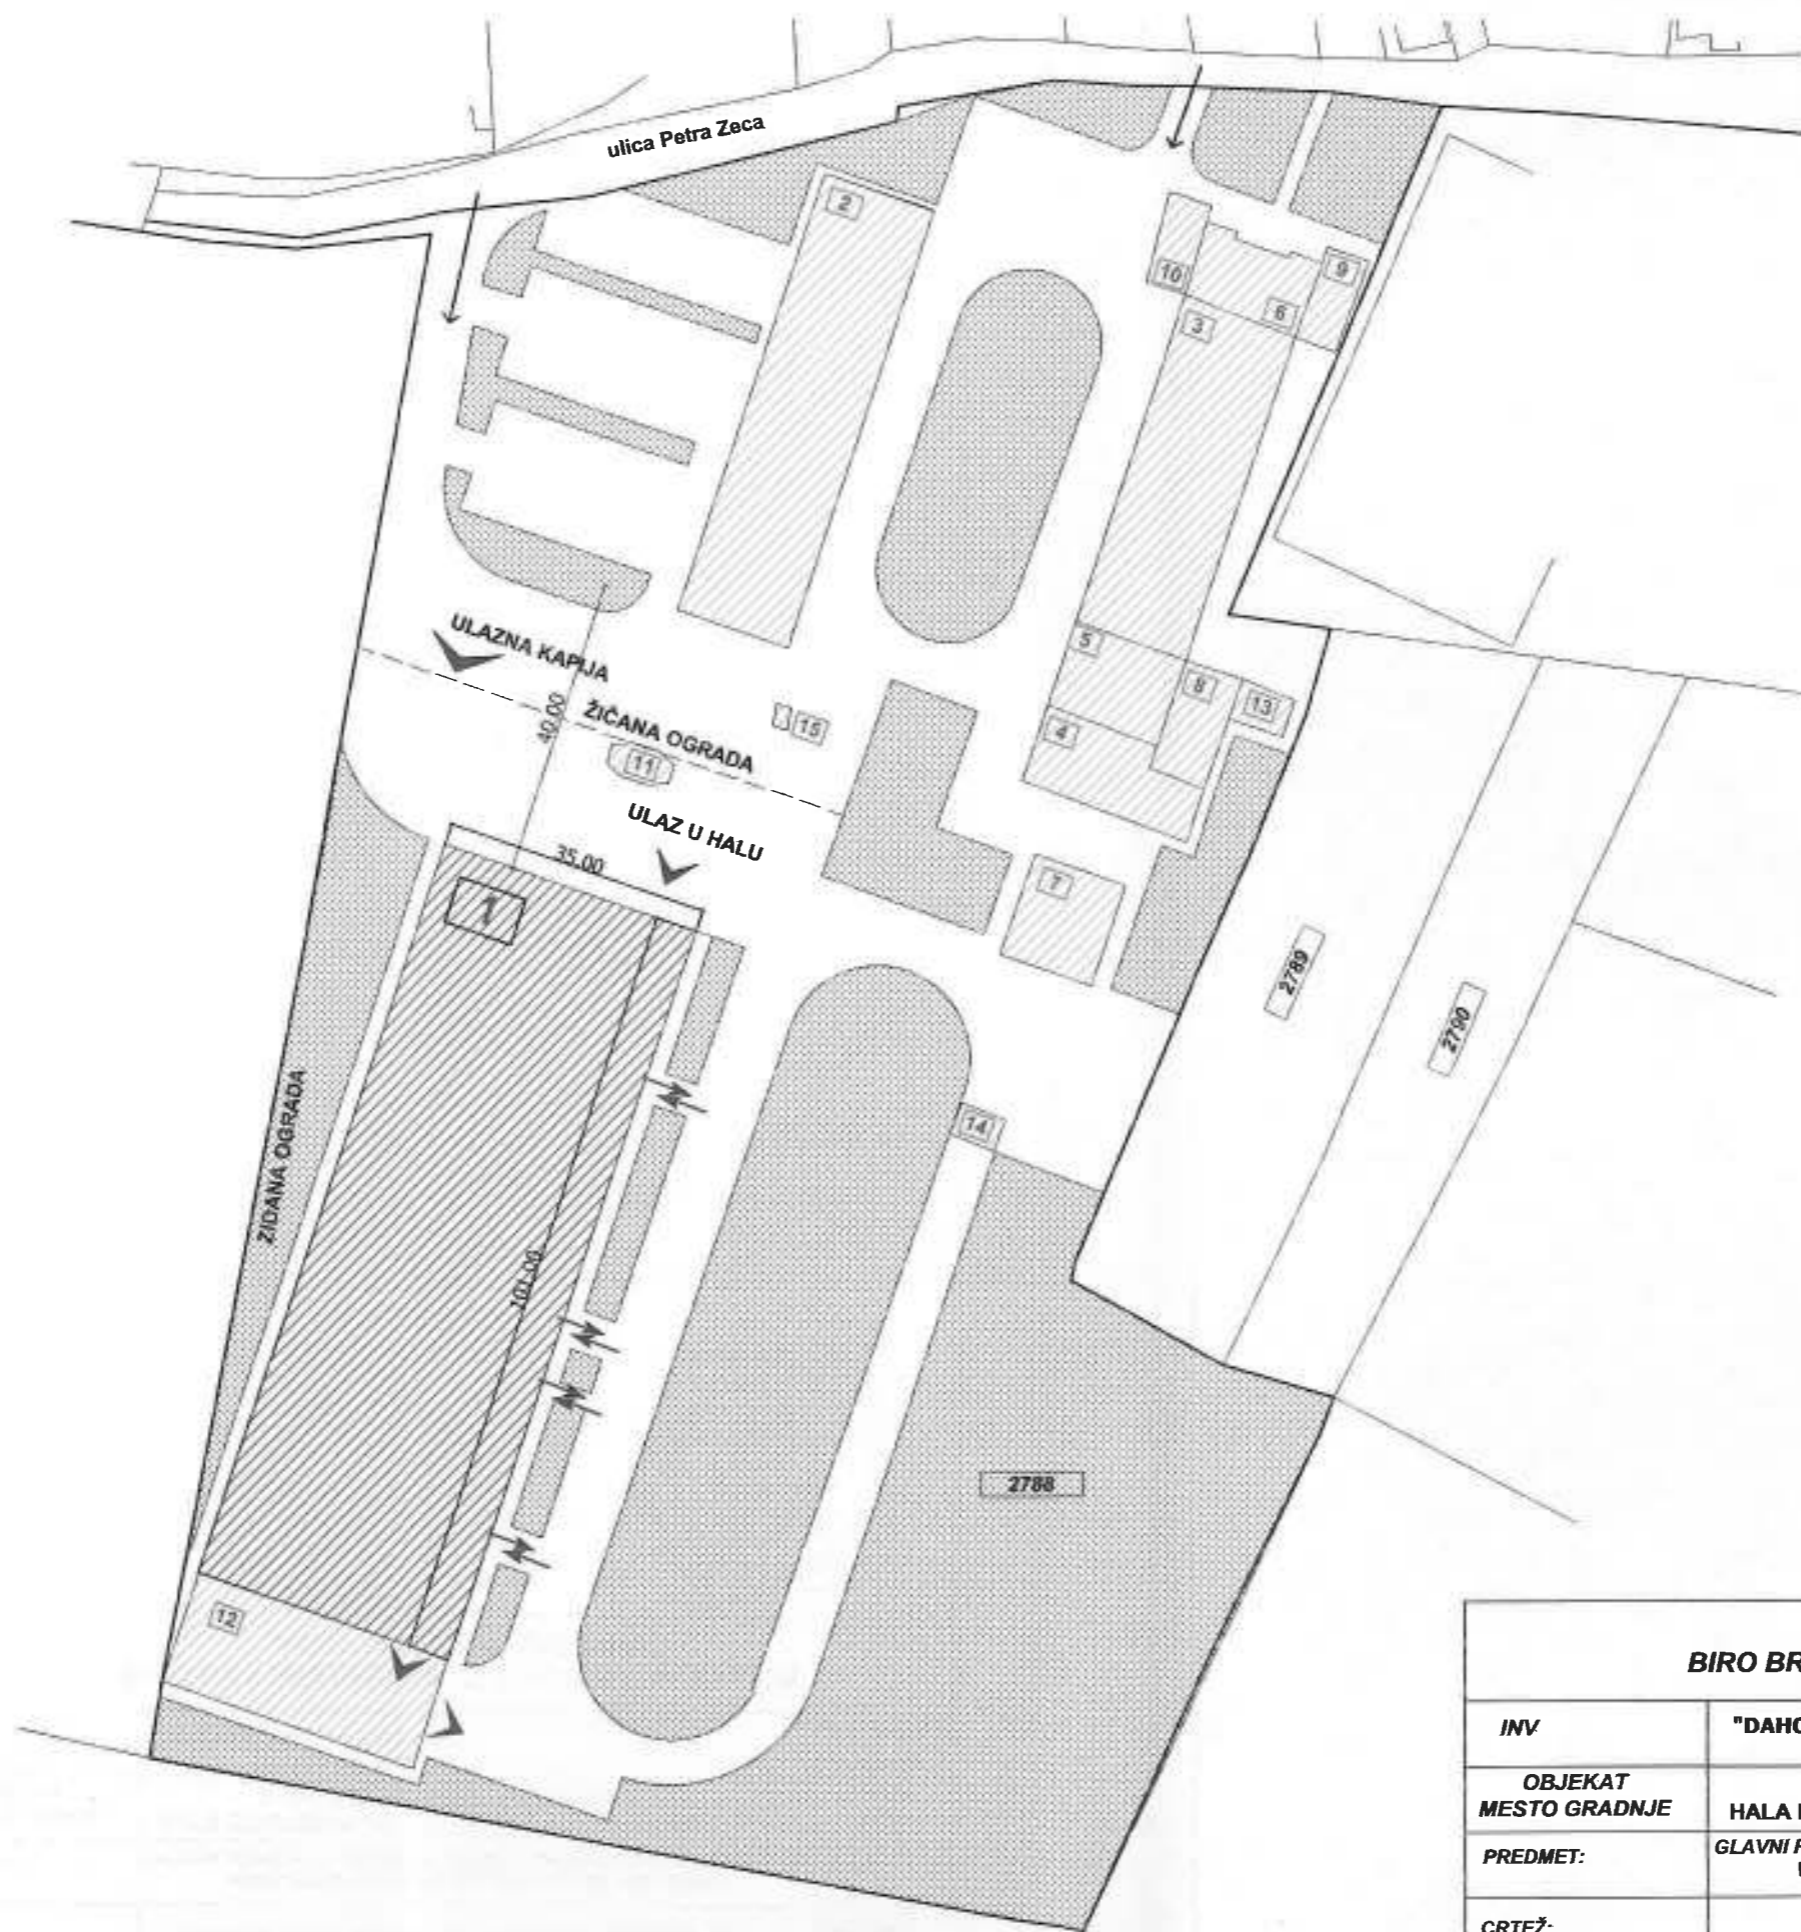 ulica Petra Zeca
2
9
10
6
3
ULAZNA KAPIJA
5
8
13
40.00
ŽIČANA OGRADA
15
4
11
ULAZ U HALU
35.00
7
1
2789
2790
14
ZIDANA OGRADA
101.00
2788
12
BIRO BR
INV
"DAHO
OBJEKAT
MESTO GRADNJE
HALA
PREDMET:
GLAVNI
CRTEŽ: